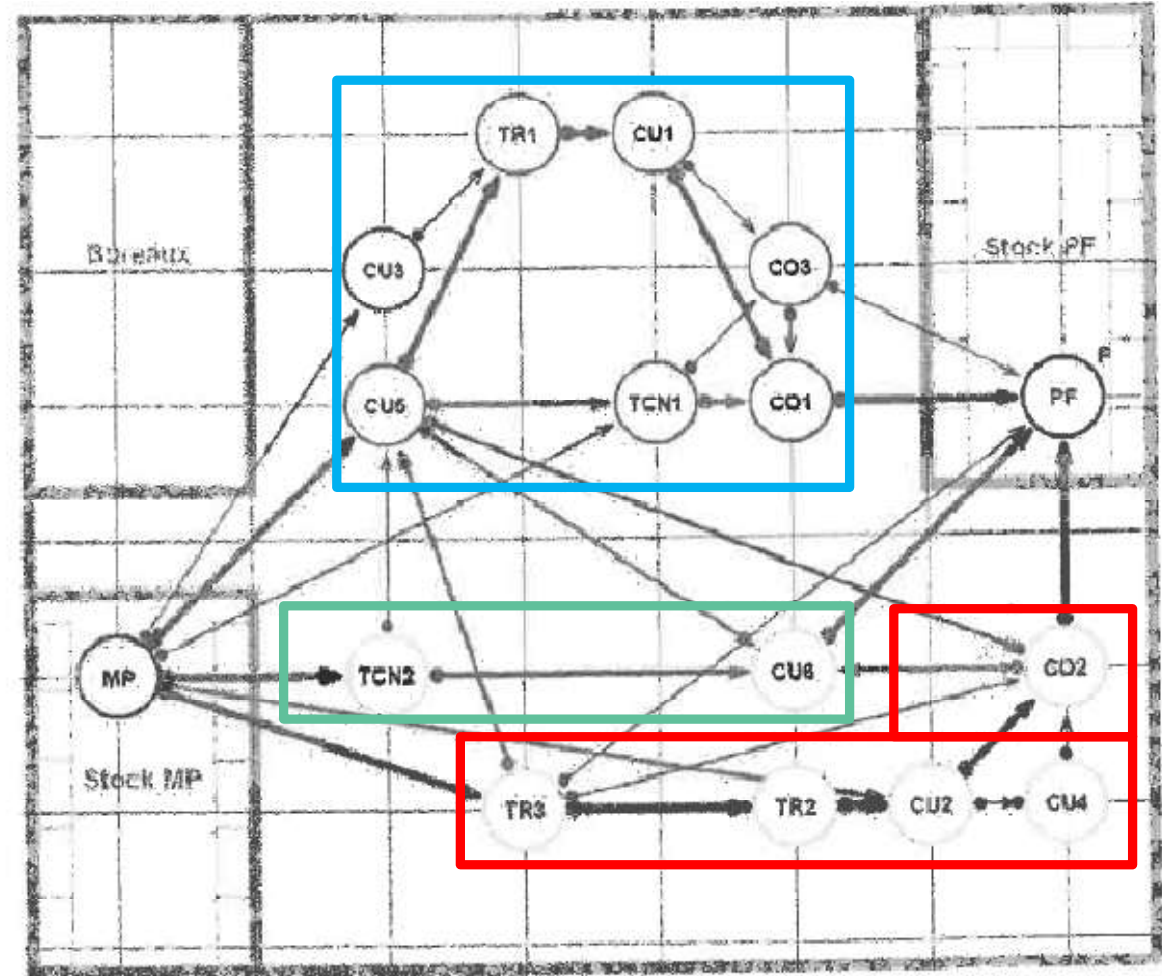 TR1
CU1
Bureaux
CU3
CO3
Stock PF
P
CU5
TCN1
CO1
PF
MP
TCN2
CU6
CO2
Stock MP
TR3
TR2
CU2
CU4